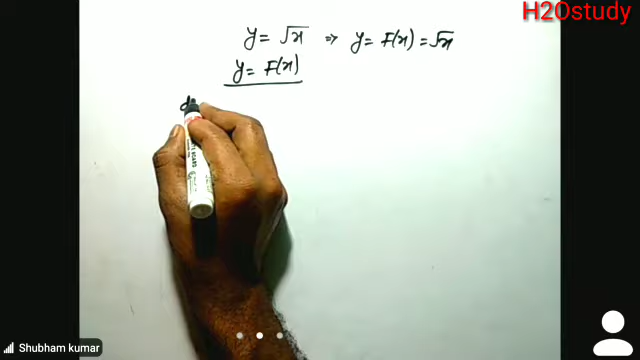 H2Ostudy
y = √x ⇒ y = F(x) = √x
y = F(x)
d
Shubham kumar